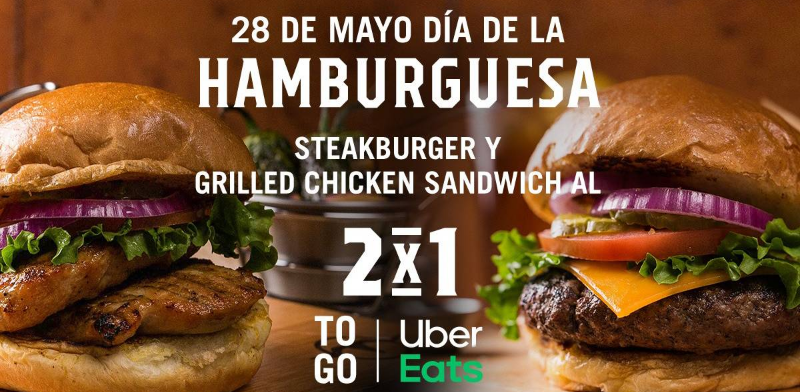 28 DE MAYO DÍA DE LA
HAMBURGUESA
STEAKBURGER Y
GRILLED CHICKEN SANDWICH AL
2x1
TO GO | Uber Eats